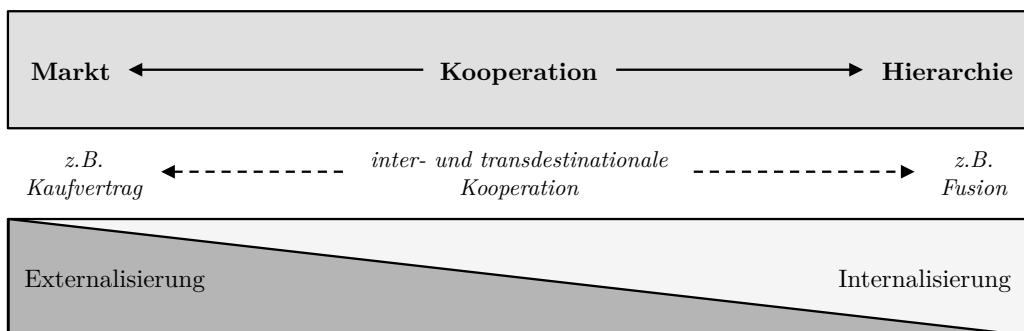 Markt Kooperation Hierarchie
z.B. inter- und transdestinationale z.B.
Kaufvertrag Kooperation Fusion
Externalisierung Internalisierung